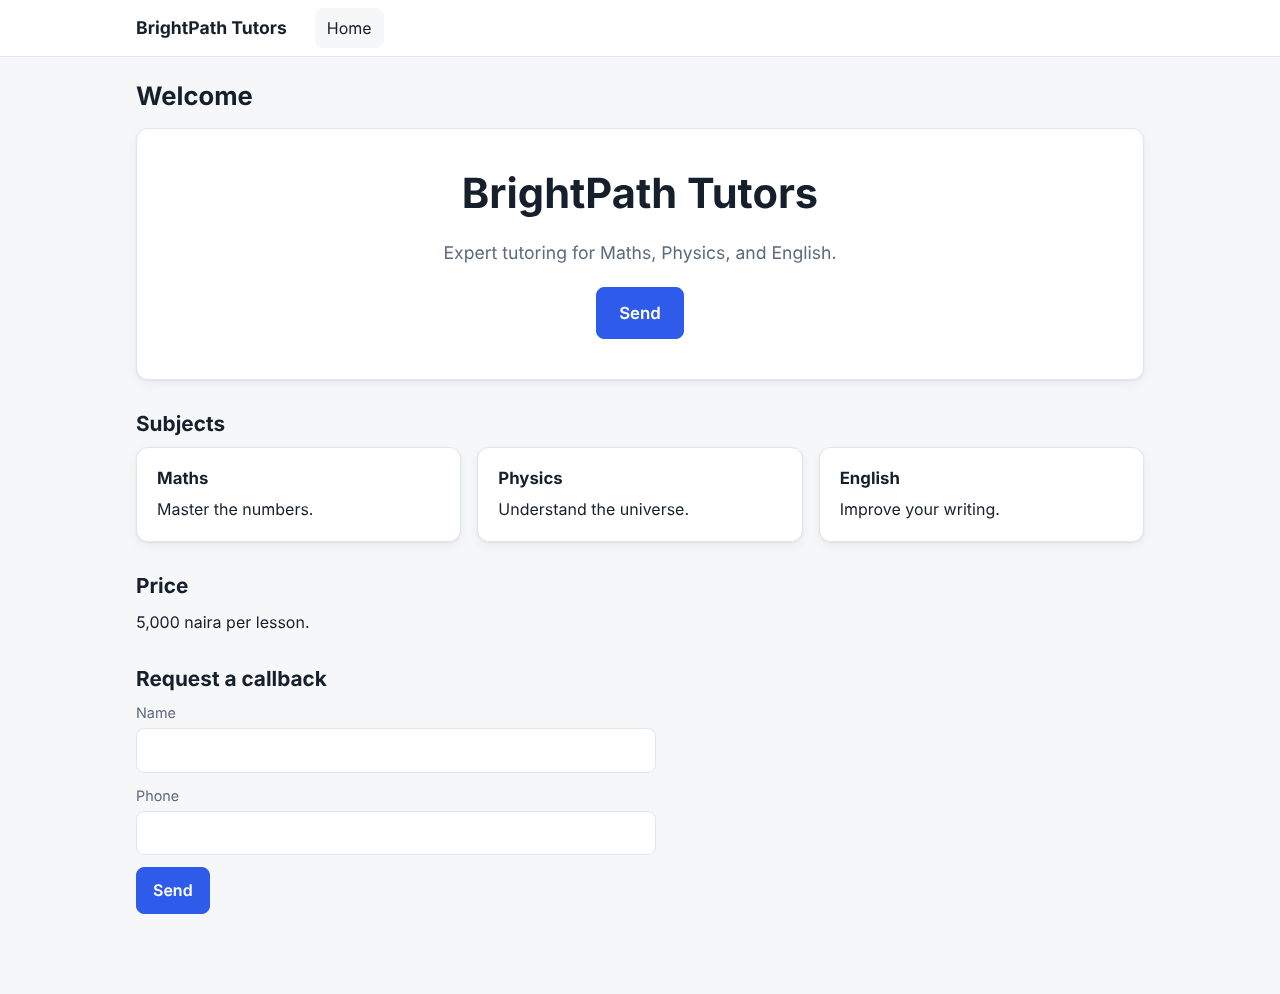 BrightPath Tutors
Home
Welcome
BrightPath Tutors
Expert tutoring for Maths, Physics, and English.
Send
Subjects
Maths
Master the numbers.
Physics
Understand the universe.
English
Improve your writing.
Price
5,000 naira per lesson.
Request a callback
Name
Phone
Send